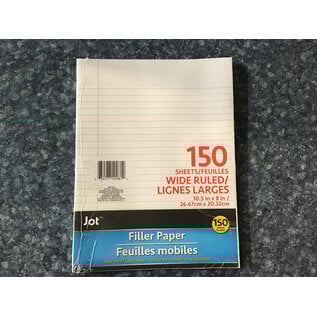 150
SHEETS/FEUILLES
WIDE RULED/
LIGNES LARGES
10.5 in x 8 in /
26.67cm x 20.32cm
Jot™
150
Filler Paper
Feuilles mobiles